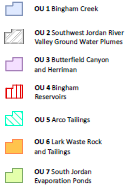 OU 1 Bingham Creek
OU 2 Southwest Jordan River
Valley Ground Water Plumes
OU 3 Butterfield Canyon
and Herriman
OU 4 Bingham
Reservoirs
OU 5 Arco Tailings
OU 6 Lark Waste Rock
and Tailings
OU 7 South Jordan
Evaporation Ponds